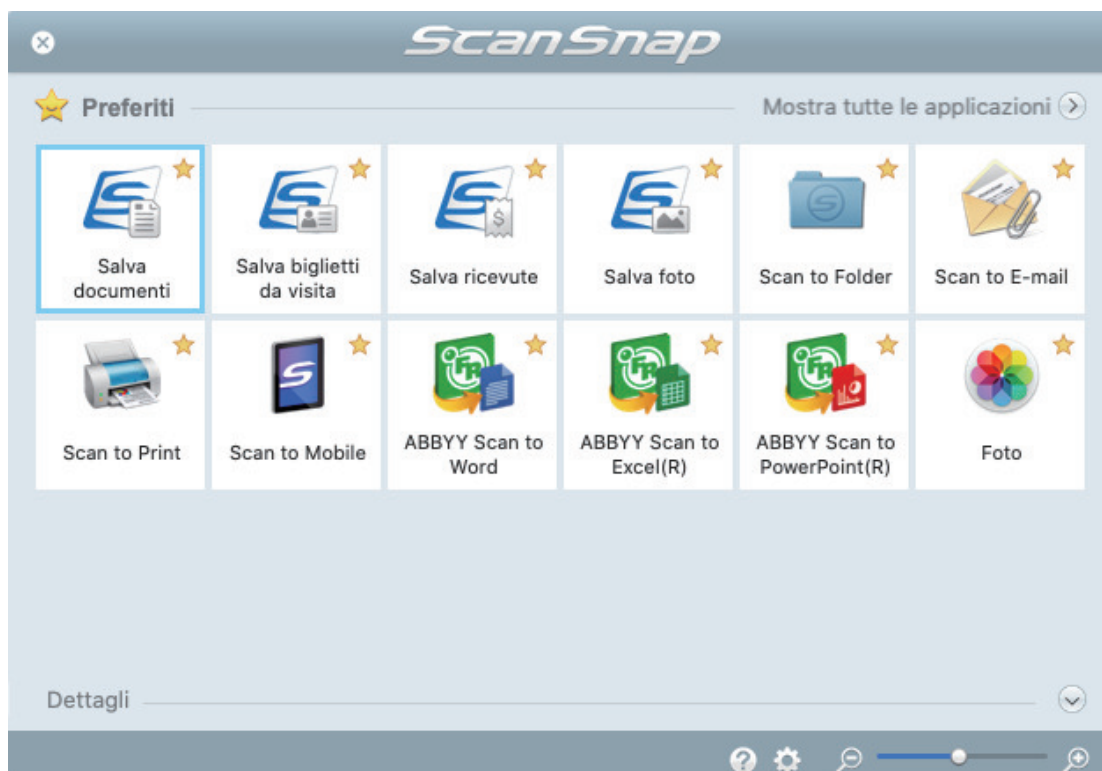 ScanSnap
Preferiti
Mostra tutte le applicazioni
Salva
documenti
Salva biglietti
da visita
Salva ricevute
Salva foto
Scan to Folder
Scan to E-mail
Scan to Print
Scan to Mobile
ABBYY Scan to
Word
ABBYY Scan to
Excel(R)
ABBYY Scan to
PowerPoint(R)
Foto
Dettagli